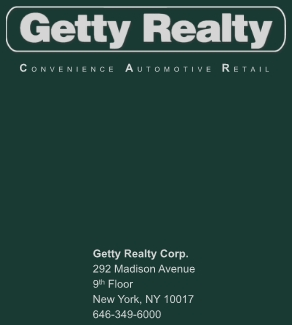 Getty Realty
CONVENIENCE AUTOMOTIVE RETAIL
Getty Realty Corp.
292 Madison Avenue
9th Floor
New York, NY 10017
646-349-6000